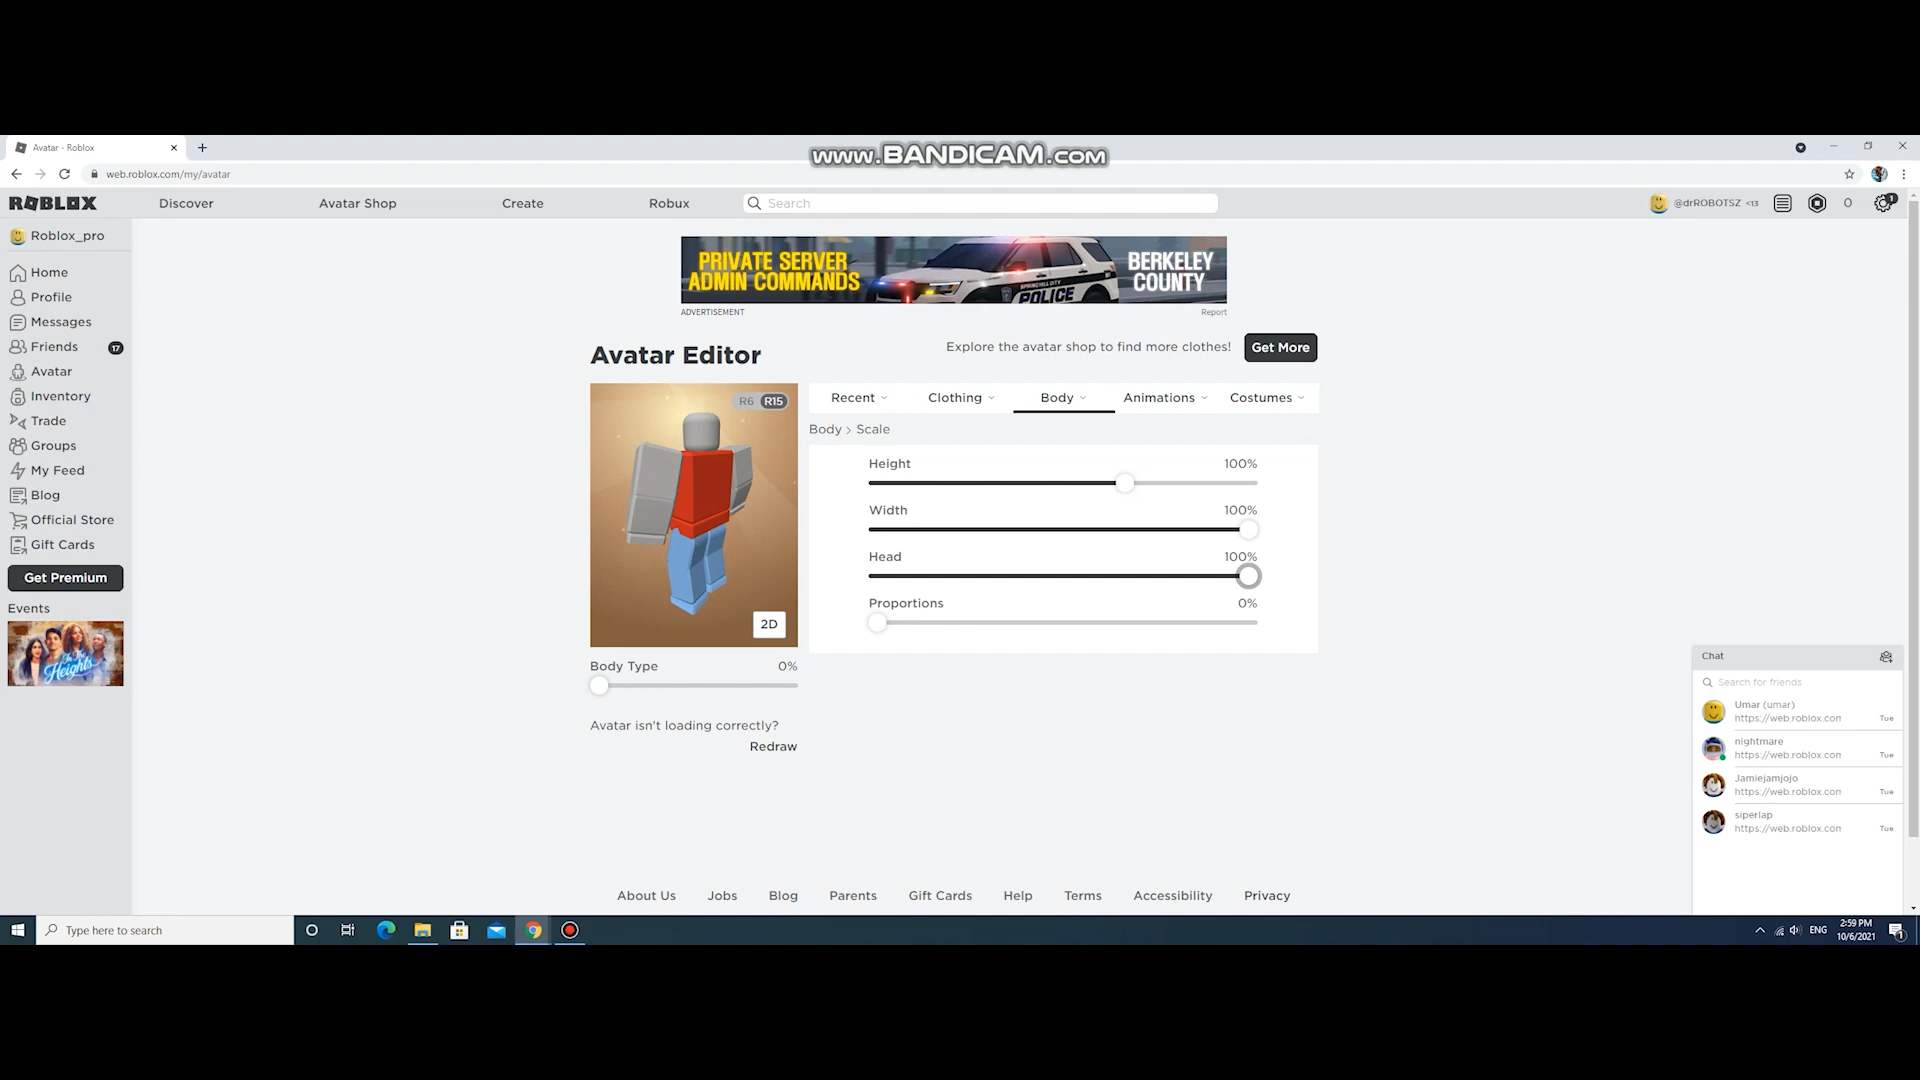 Avatar - Roblox
www.BANDICAM.com
web.roblox.com/my/avatar
ROBLOX
Discover
Avatar Shop
Create
Robux
Search
@drROBOTSZ <13
0
1
Roblox_pro
Home
Profile
Messages
Friends 17
Avatar
Inventory
Trade
Groups
My Feed
Blog
Official Store
Gift Cards
Get Premium
Events
In The Heights
PRIVATE SERVER
ADMIN COMMANDS
POLICE
BERKELEY
COUNTY
ADVERTISEMENT
Report
Avatar Editor
Explore the avatar shop to find more clothes!
Get More
R6 R15
2D
Body Type 0%
Avatar isn't loading correctly?
Redraw
Recent
Clothing
Body
Animations
Costumes
Body > Scale
Height 100%
Width 100%
Head 100%
Proportions 0%
Chat
Search for friends
Umar (umar)
https://web.roblox.com Tue
nightmare
https://web.roblox.com Tue
Jamiejamjojo
https://web.roblox.com Tue
siperlap
https://web.roblox.com Tue
About Us
Jobs
Blog
Parents
Gift Cards
Help
Terms
Accessibility
Privacy
Type here to search
ENG
2:59 PM
10/6/2021
1